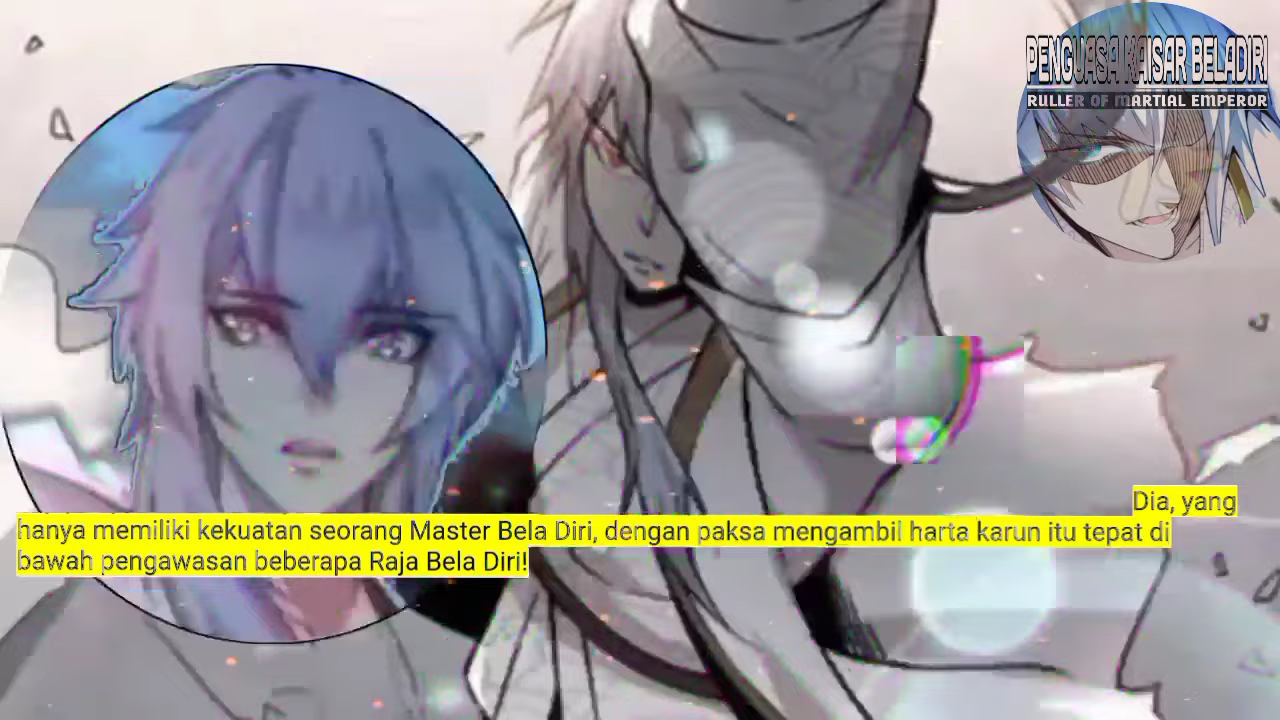 PENGUASA KAISAR BELADIRI
RULLER OF MARTIAL EMPEROR
Dia, yang
hanya memiliki kekuatan seorang Master Bela Diri, dengan paksa mengambil harta karun itu tepat di
bawah pengawasan beberapa Raja Bela Diri!